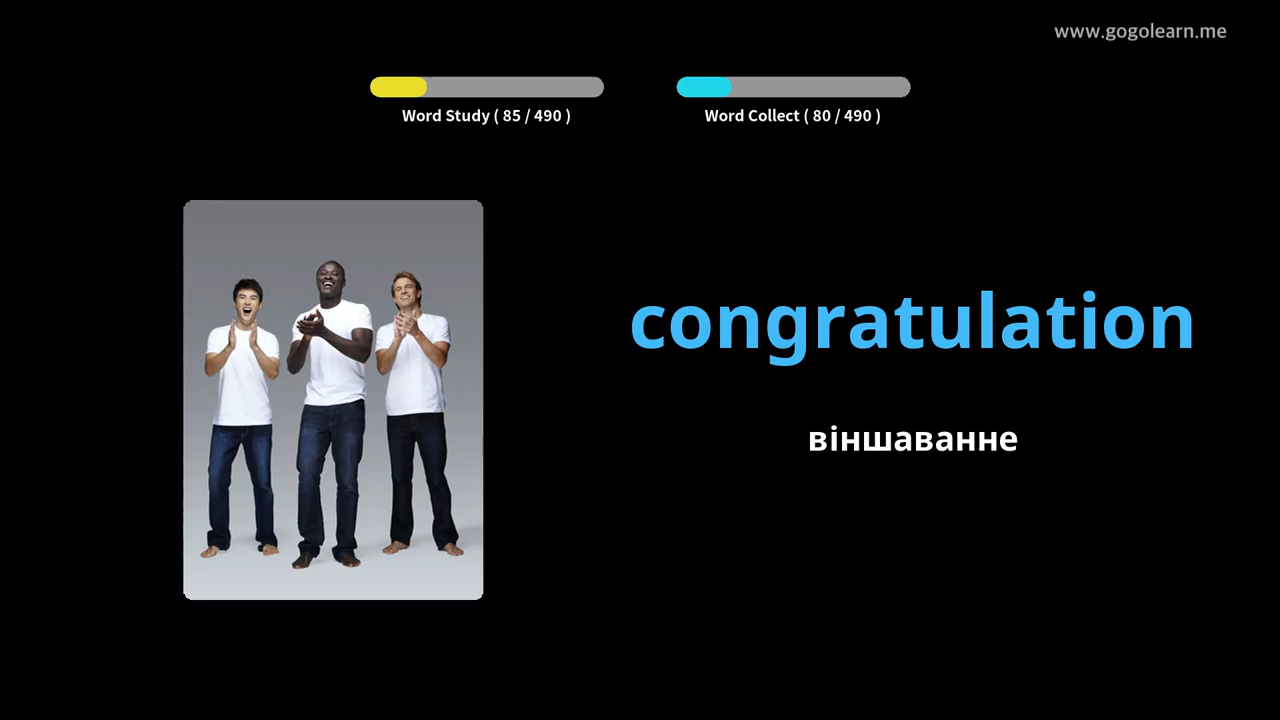 www.gogolearn.me
Word Study ( 85 / 490 )
Word Collect ( 80 / 490 )
congratulation
віншаванне